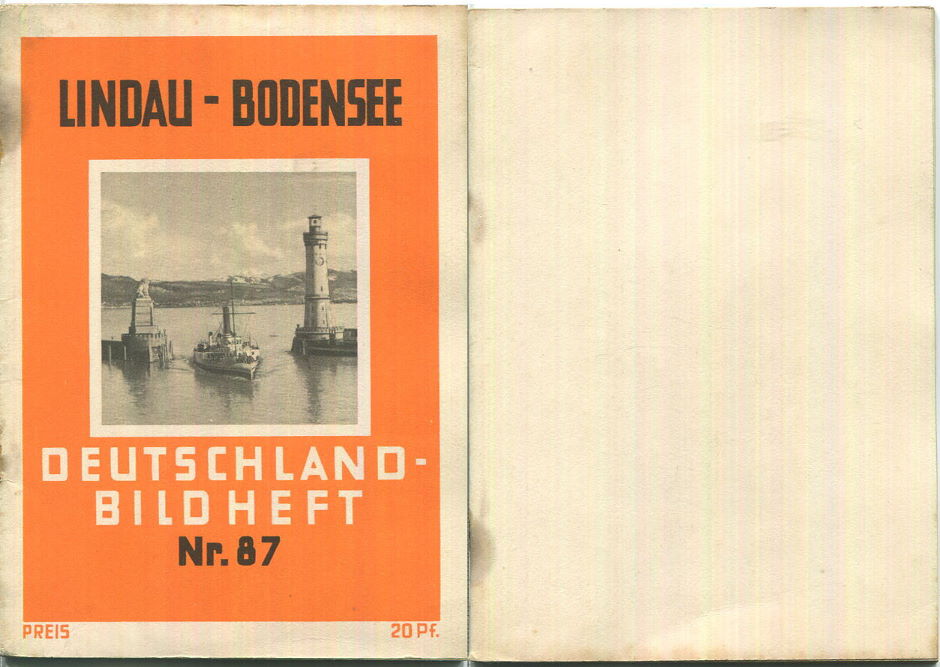 LINDAU - BODENSEE
DEUTSCHLAND-
BILDHEFT
Nr. 87
PREIS 20 Pf.